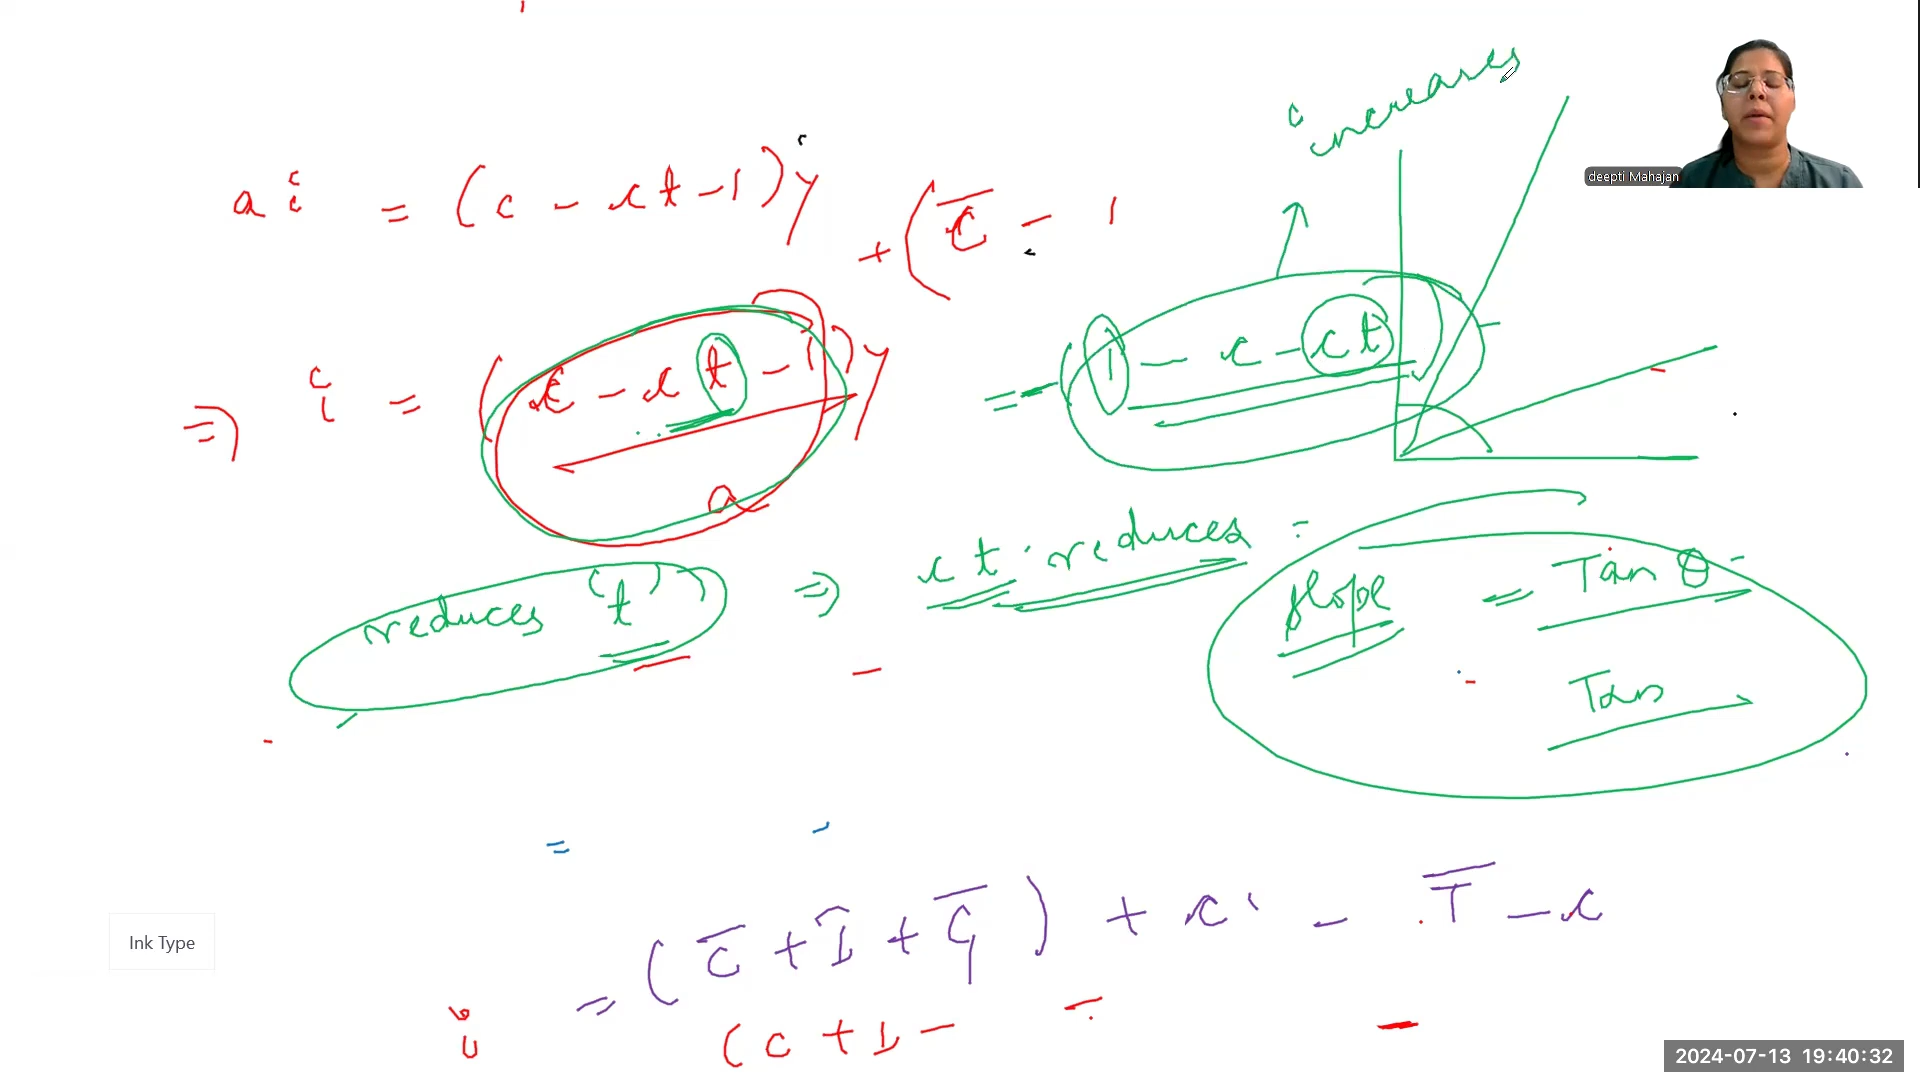 increases
deepti Mahajan
a i = (c - ct - 1) y + (C̅ - 1
⇒ i = (c - ct - 1) y = - (1 - c - ct)
a
reduces 't' ⇒ ct reduces
slope = Tan θ
Tan
= (C̅ + I̅ + G̅) + c - T̅ - c
Ink Type
i (C + I -
2024-07-13 19:40:32